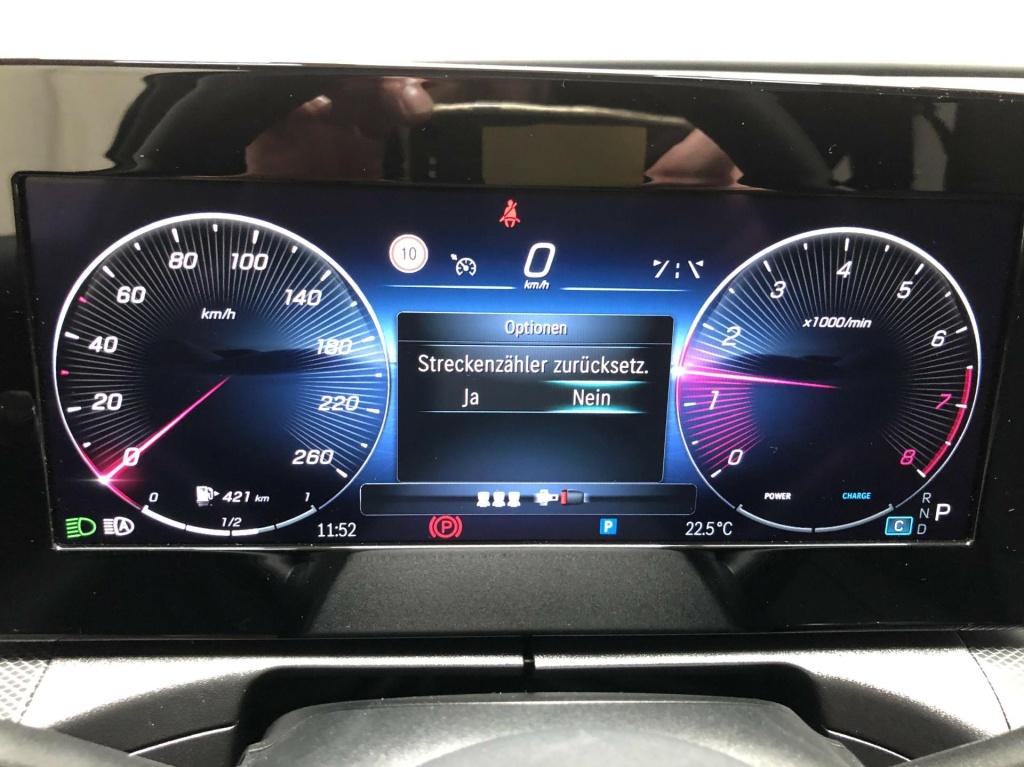 10
0
km/h
80 100
60 140
km/h
40 180
20 220
0 260
Optionen
Streckenzähler zurücksetz.
Ja Nein
4
3 5
x1000/min
2 6
1 7
0 8
0 421 km 1
1/2
11:52
P
P
22.5°C
POWER CHARGE
C
R
N
D
P
A